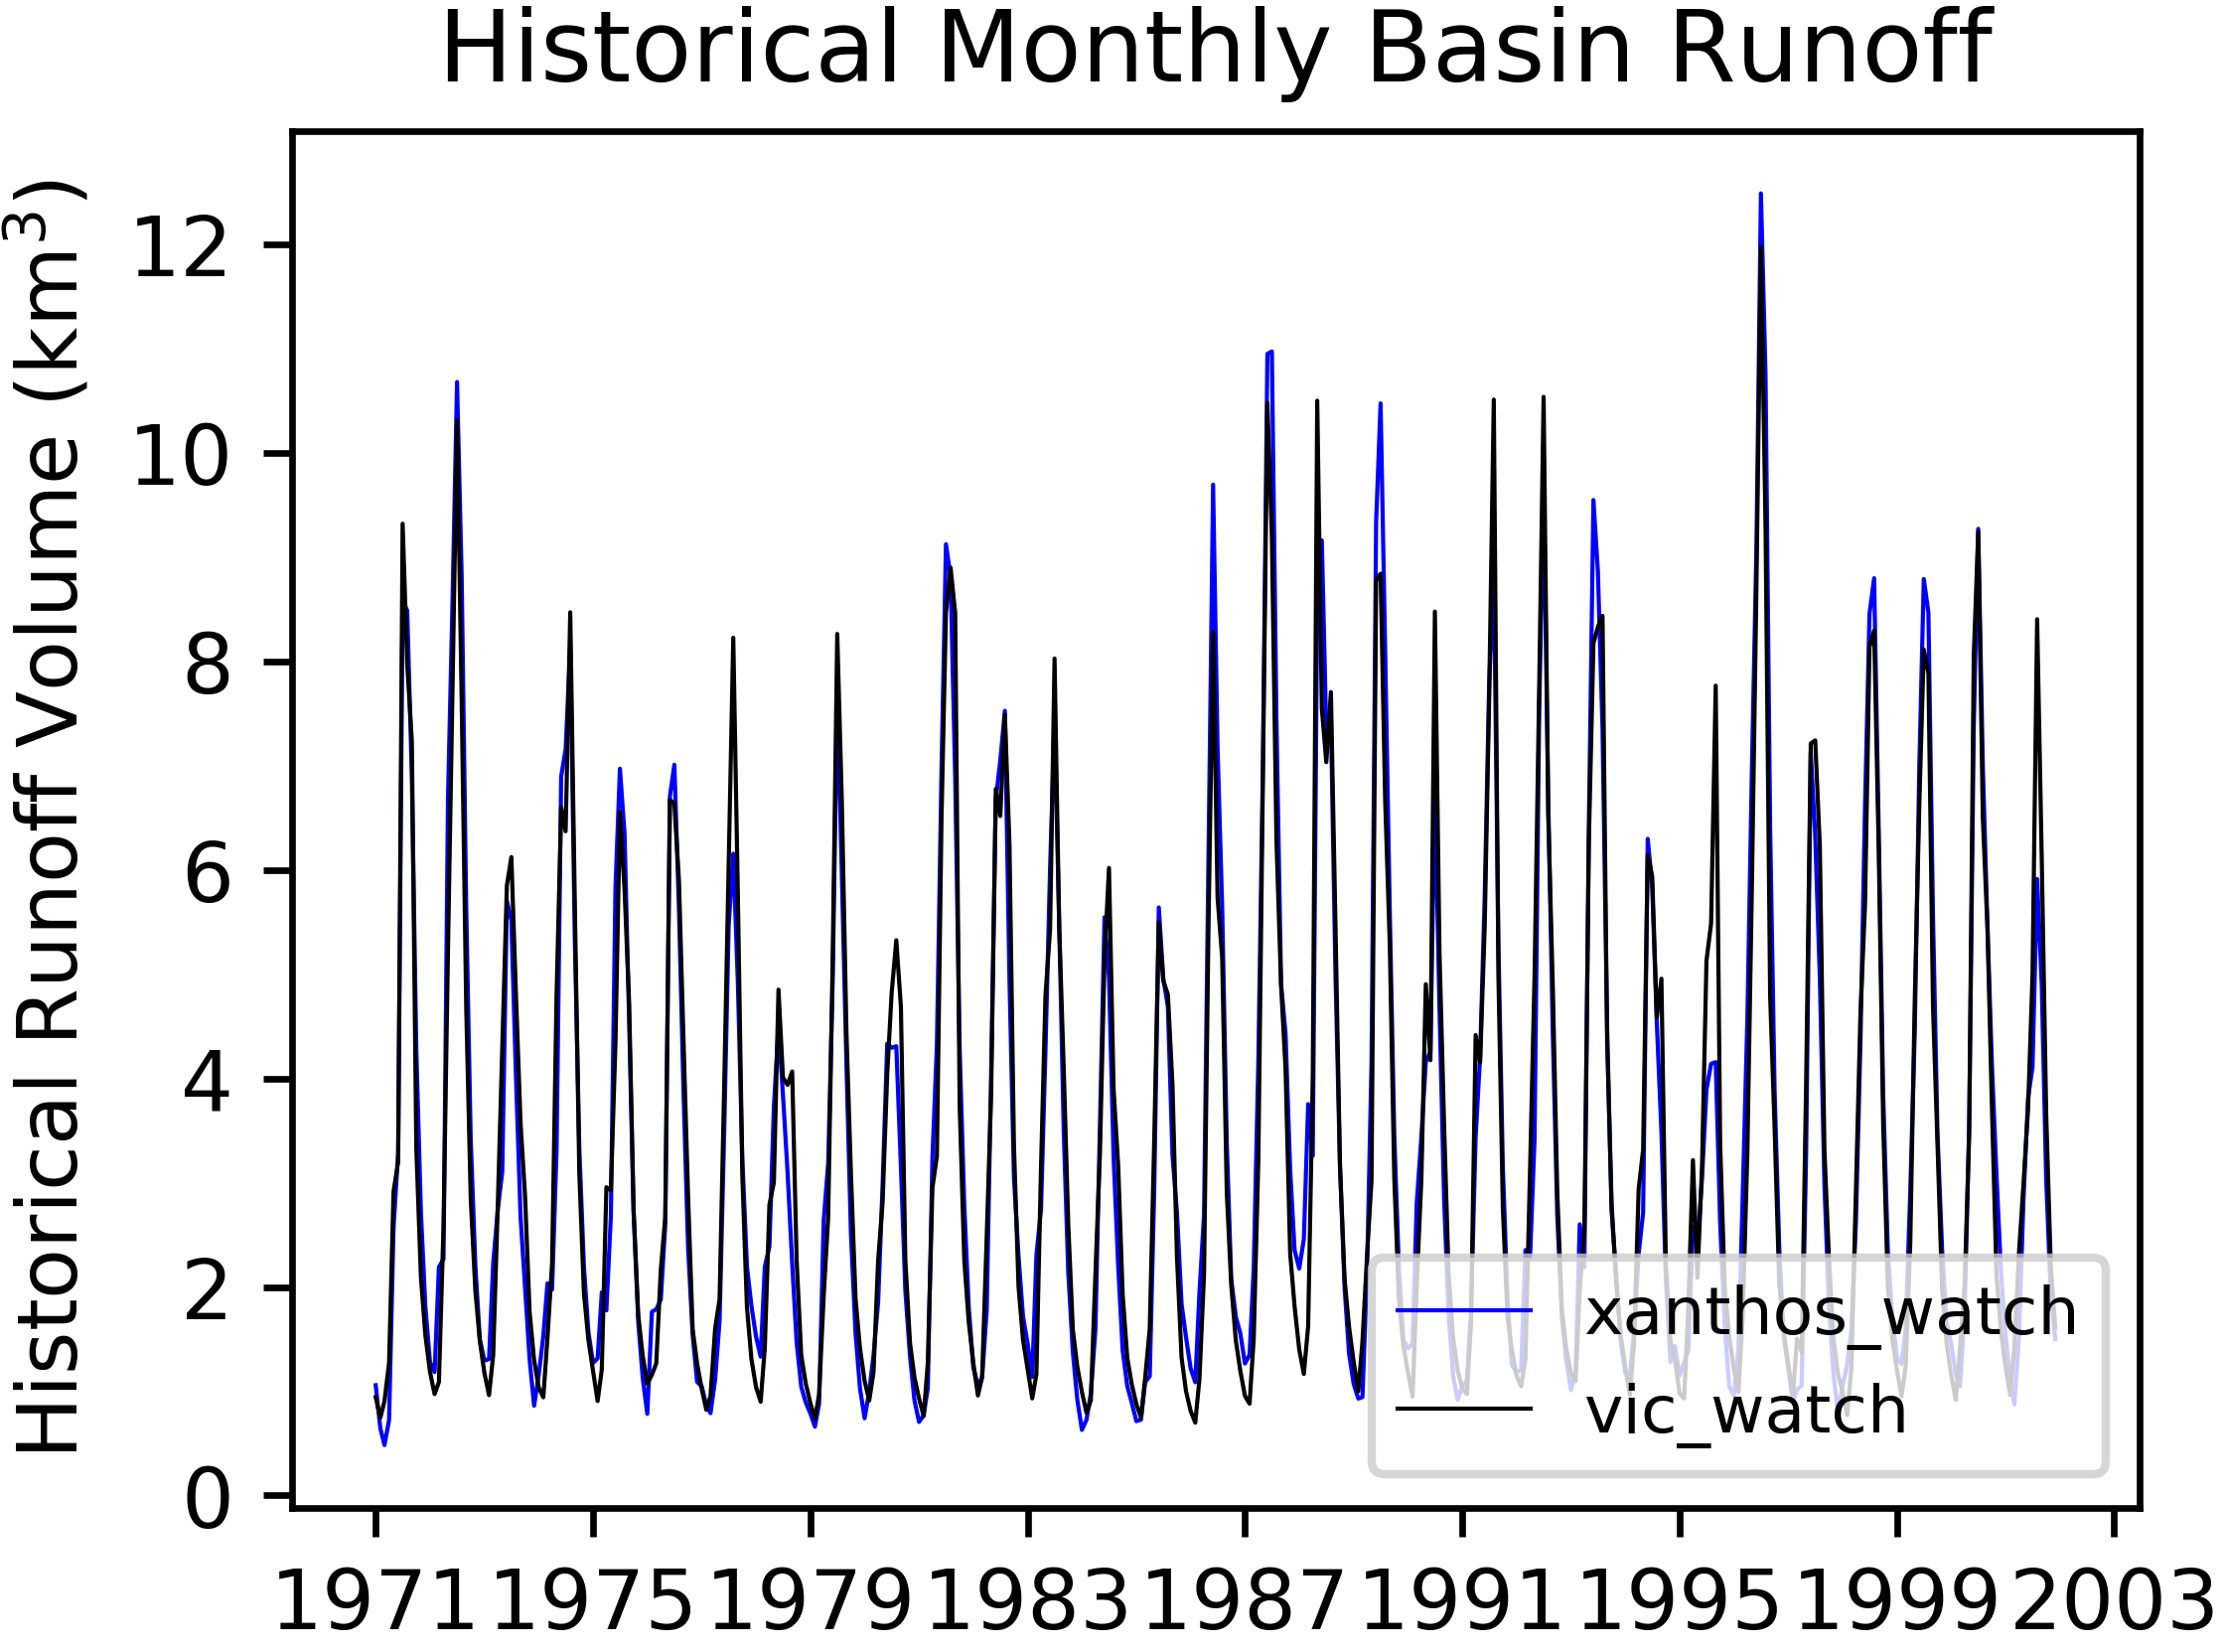 Historical Monthly Basin Runoff
Historical Runoff Volume (km³)
12
10
8
6
4
2
0
xanthos_watch
vic_watch
1971 1975 1979 1983 1987 1991 1995 1999 2003